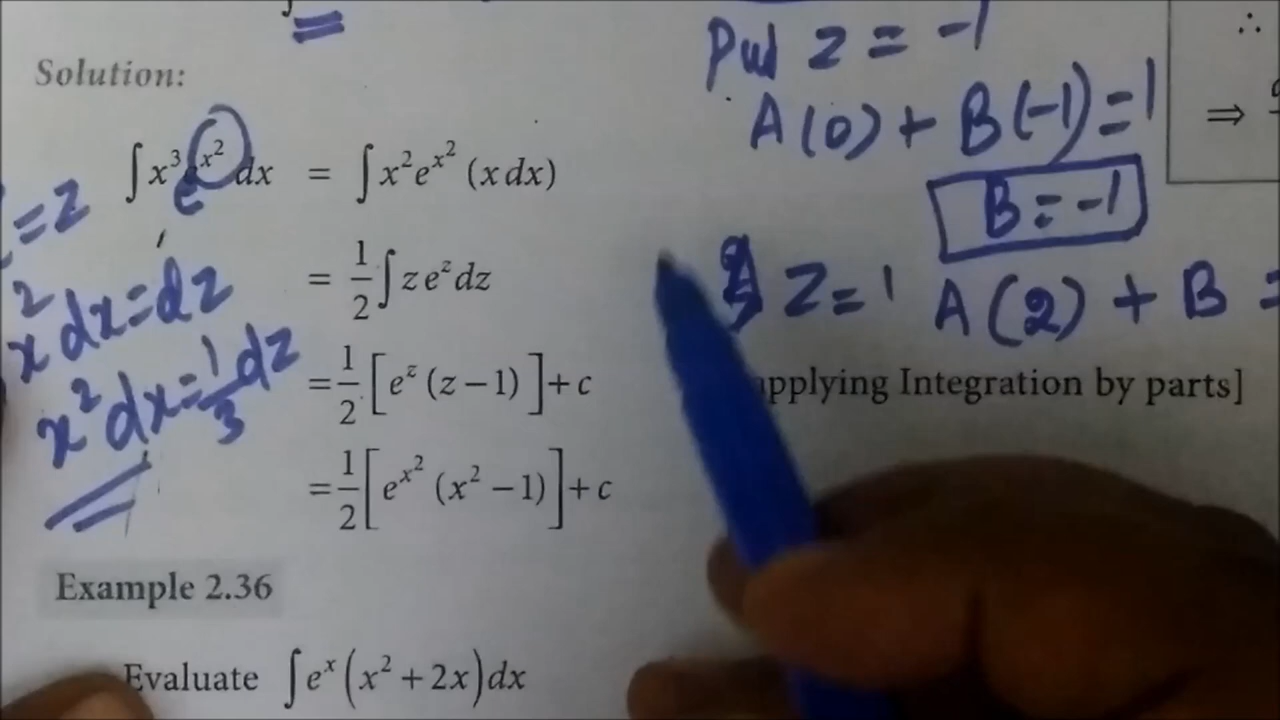 Solution:
∫x³e^{x²} dx = ∫x²e^{x²} (x dx)
= 1/2 ∫z e^z dz
= 1/2 [e^z (z − 1)] + c
applying Integration by parts]
= 1/2 [e^{x²} (x² − 1)] + c
Example 2.36
Evaluate ∫e^x (x² + 2x) dx
= z
x² dx = dz
x² dx = 1/3 dz
Put z = -1
A(0) + B(-1) = 1
B = -1
z = 1 A(2) + B =
∴
⇒